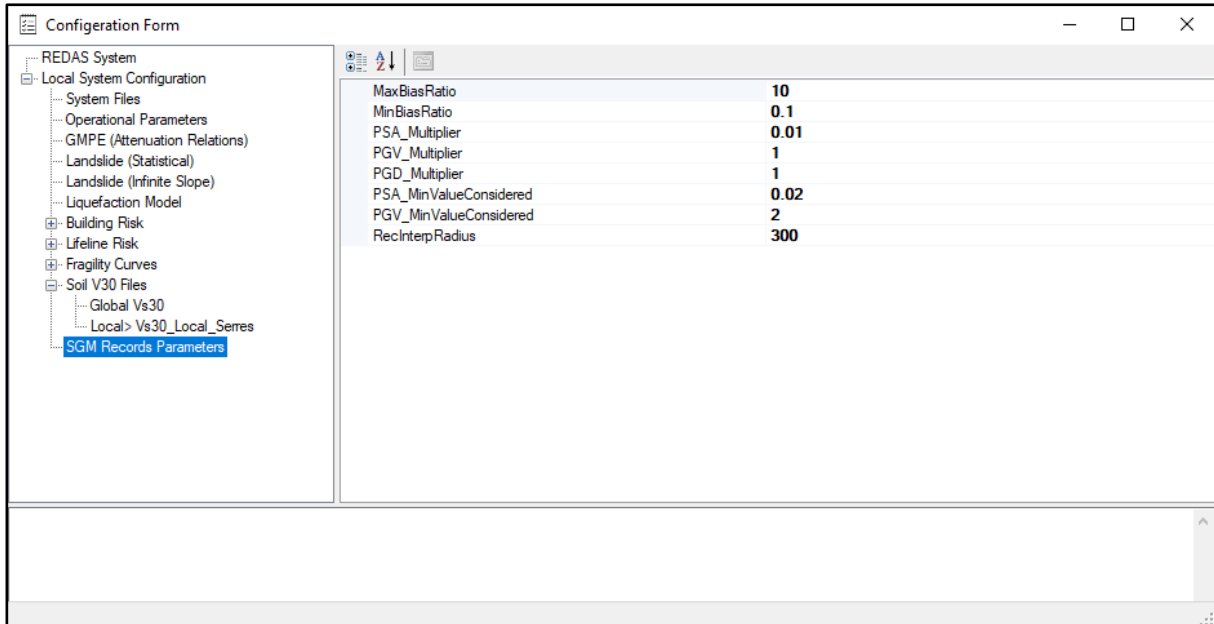 Configeration Form
REDAS System
Local System Configuration
System Files
Operational Parameters
GMPE (Attenuation Relations)
Landslide (Statistical)
Landslide (Infinite Slope)
Liquefaction Model
Building Risk
Lifeline Risk
Fragility Curves
Soil V30 Files
Global Vs30
Local> Vs30_Local_Serres
SGM Records Parameters
MaxBiasRatio 10
MinBiasRatio 0.1
PSA_Multiplier 0.01
PGV_Multiplier 1
PGD_Multiplier 1
PSA_MinValueConsidered 0.02
PGV_MinValueConsidered 2
RecInterpRadius 300